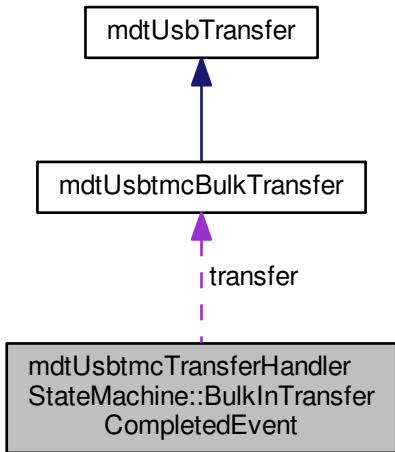 mdtUsbTransfer
mdtUsbtmcBulkTransfer
transfer
mdtUsbtmcTransferHandler
StateMachine::BulkInTransfer
CompletedEvent